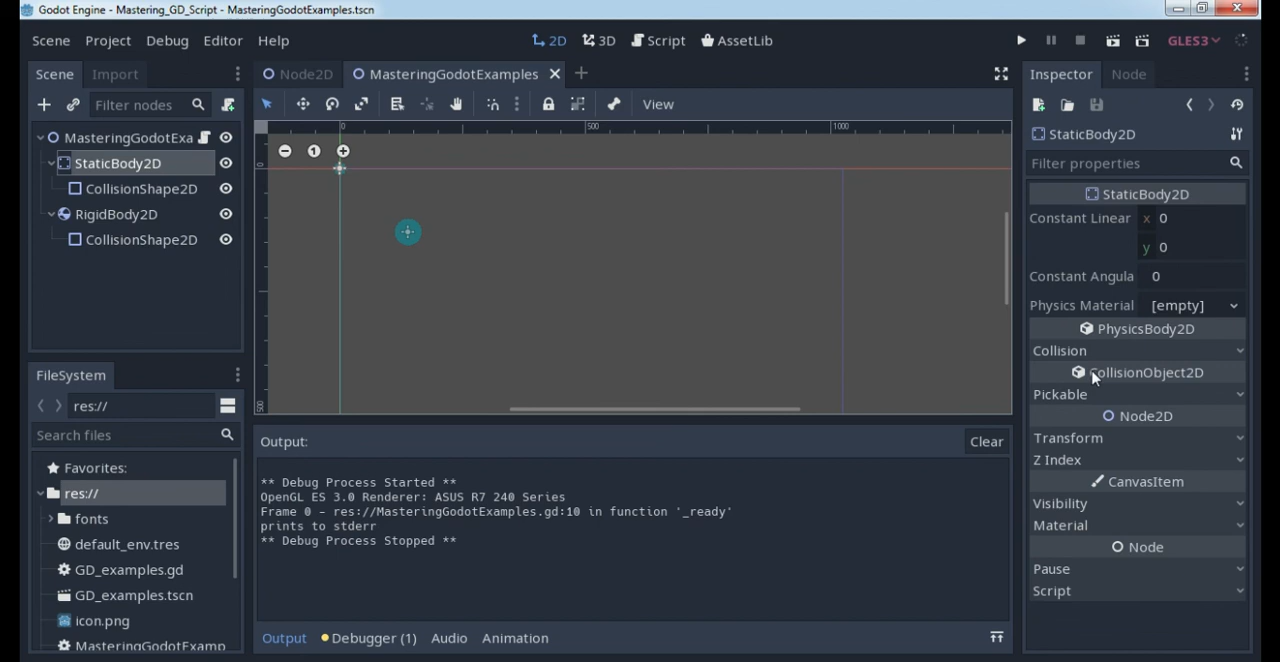 Godot Engine - Mastering_GD_Script - MasteringGodotExamples.tscn
Scene Project Debug Editor Help
2D 3D Script AssetLib
GLES3
Scene Import
Filter nodes
MasteringGodotExa
StaticBody2D
CollisionShape2D
RigidBody2D
CollisionShape2D
FileSystem
res://
Search files
Favorites:
res://
fonts
default_env.tres
GD_examples.gd
GD_examples.tscn
icon.png
MasteringGodotExamp
Node2D MasteringGodotExamples
View
0 500 1000
0
500
1
Output:
Clear
** Debug Process Started **
OpenGL ES 3.0 Renderer: ASUS R7 240 Series
Frame 0 - res://MasteringGodotExamples.gd:10 in function '_ready'
prints to stderr
** Debug Process Stopped **
Output Debugger (1) Audio Animation
Inspector Node
StaticBody2D
Filter properties
StaticBody2D
Constant Linear x 0
y 0
Constant Angula 0
Physics Material [empty]
PhysicsBody2D
Collision
CollisionObject2D
Pickable
Node2D
Transform
Z Index
CanvasItem
Visibility
Material
Node
Pause
Script